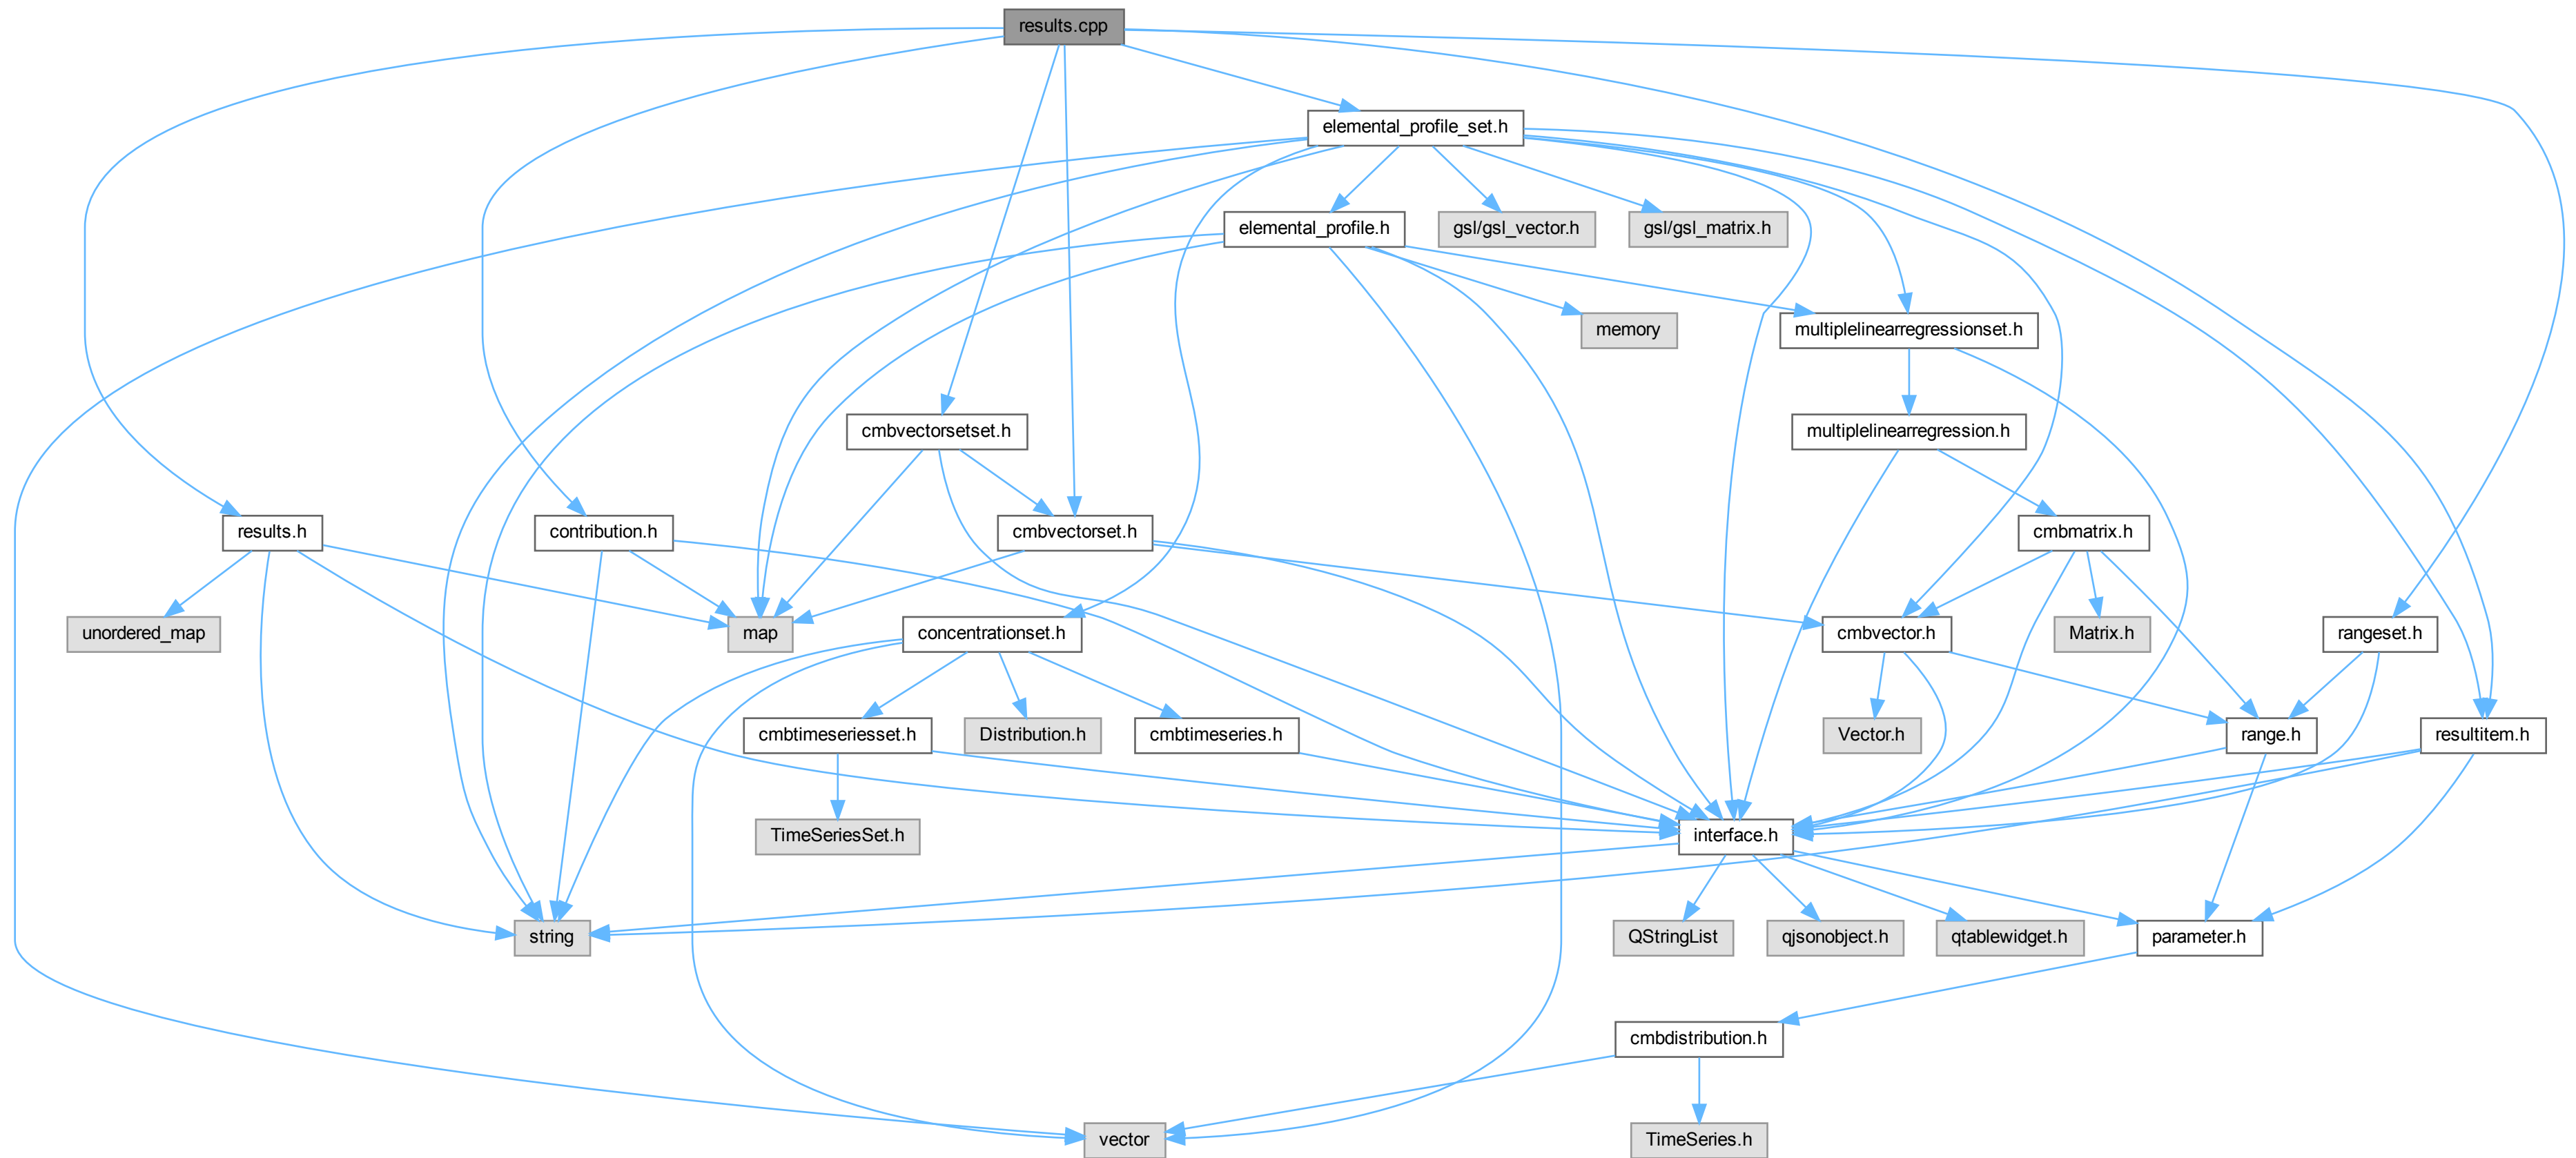 results.cpp
elemental_profile_set.h
elemental_profile.h
gsl/gsl_vector.h
gsl/gsl_matrix.h
memory
multiplelinearregressionset.h
cmbvectorsetset.h
multiplelinearregression.h
results.h
contribution.h
cmbvectorset.h
cmbmatrix.h
unordered_map
map
concentrationset.h
cmbvector.h
Matrix.h
rangeset.h
cmbtimeseriesset.h
Distribution.h
cmbtimeseries.h
Vector.h
range.h
resultitem.h
TimeSeriesSet.h
interface.h
string
QStringList
qjsonobject.h
qtablewidget.h
parameter.h
cmbdistribution.h
vector
TimeSeries.h